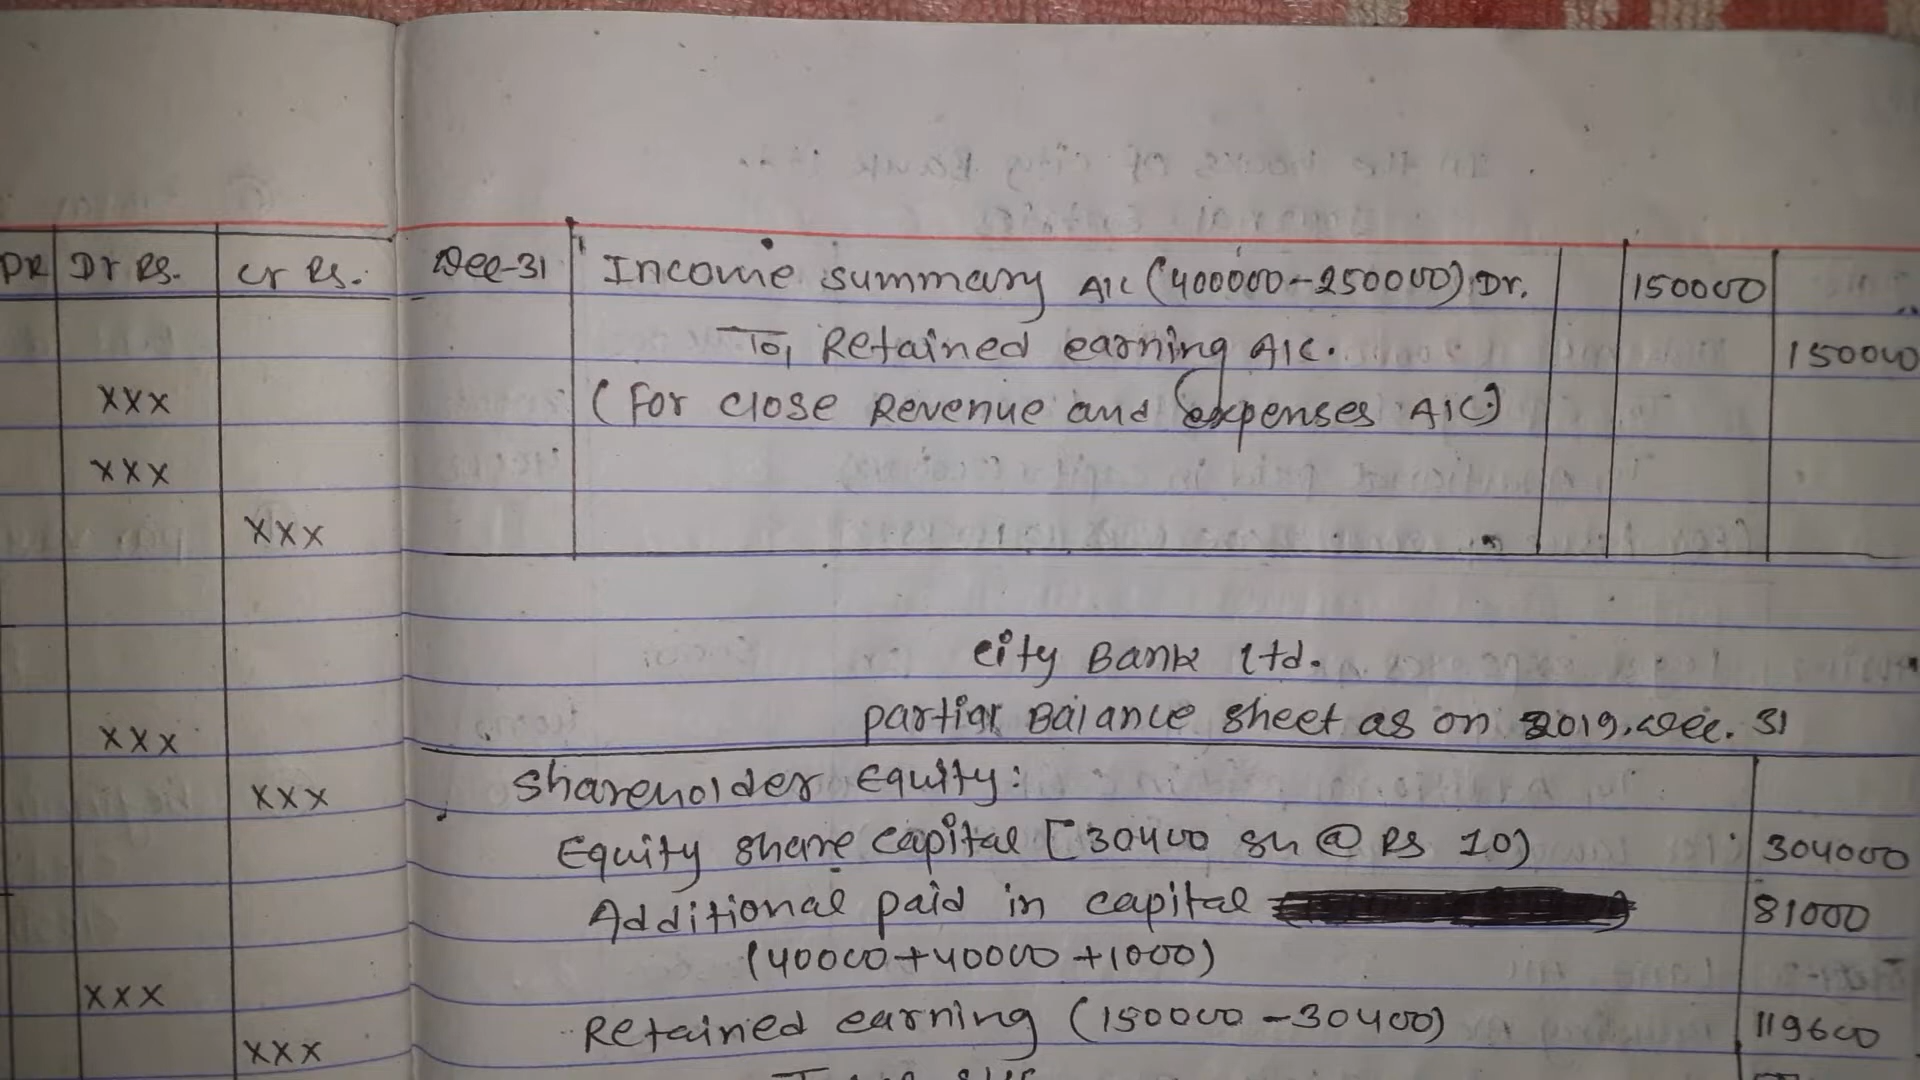 PR Dr Rs. Cr Rs.
xxx
xxx
xxx
xxx
xxx
xxx
xxx
Dec-31 Income summary A/c (400000-250000) Dr. 150000
To, Retained earning A/c. 150000
(For close Revenue and expenses A/C)
City Bank Ltd.
partial Balance sheet as on 2019. Dec. 31
Shareholder Equity:
Equity share capital [30400 sh @ Rs 10) 304000
Additional paid in capital 81000
(40000+40000+1000)
Retained earning (150000-30400) 119600